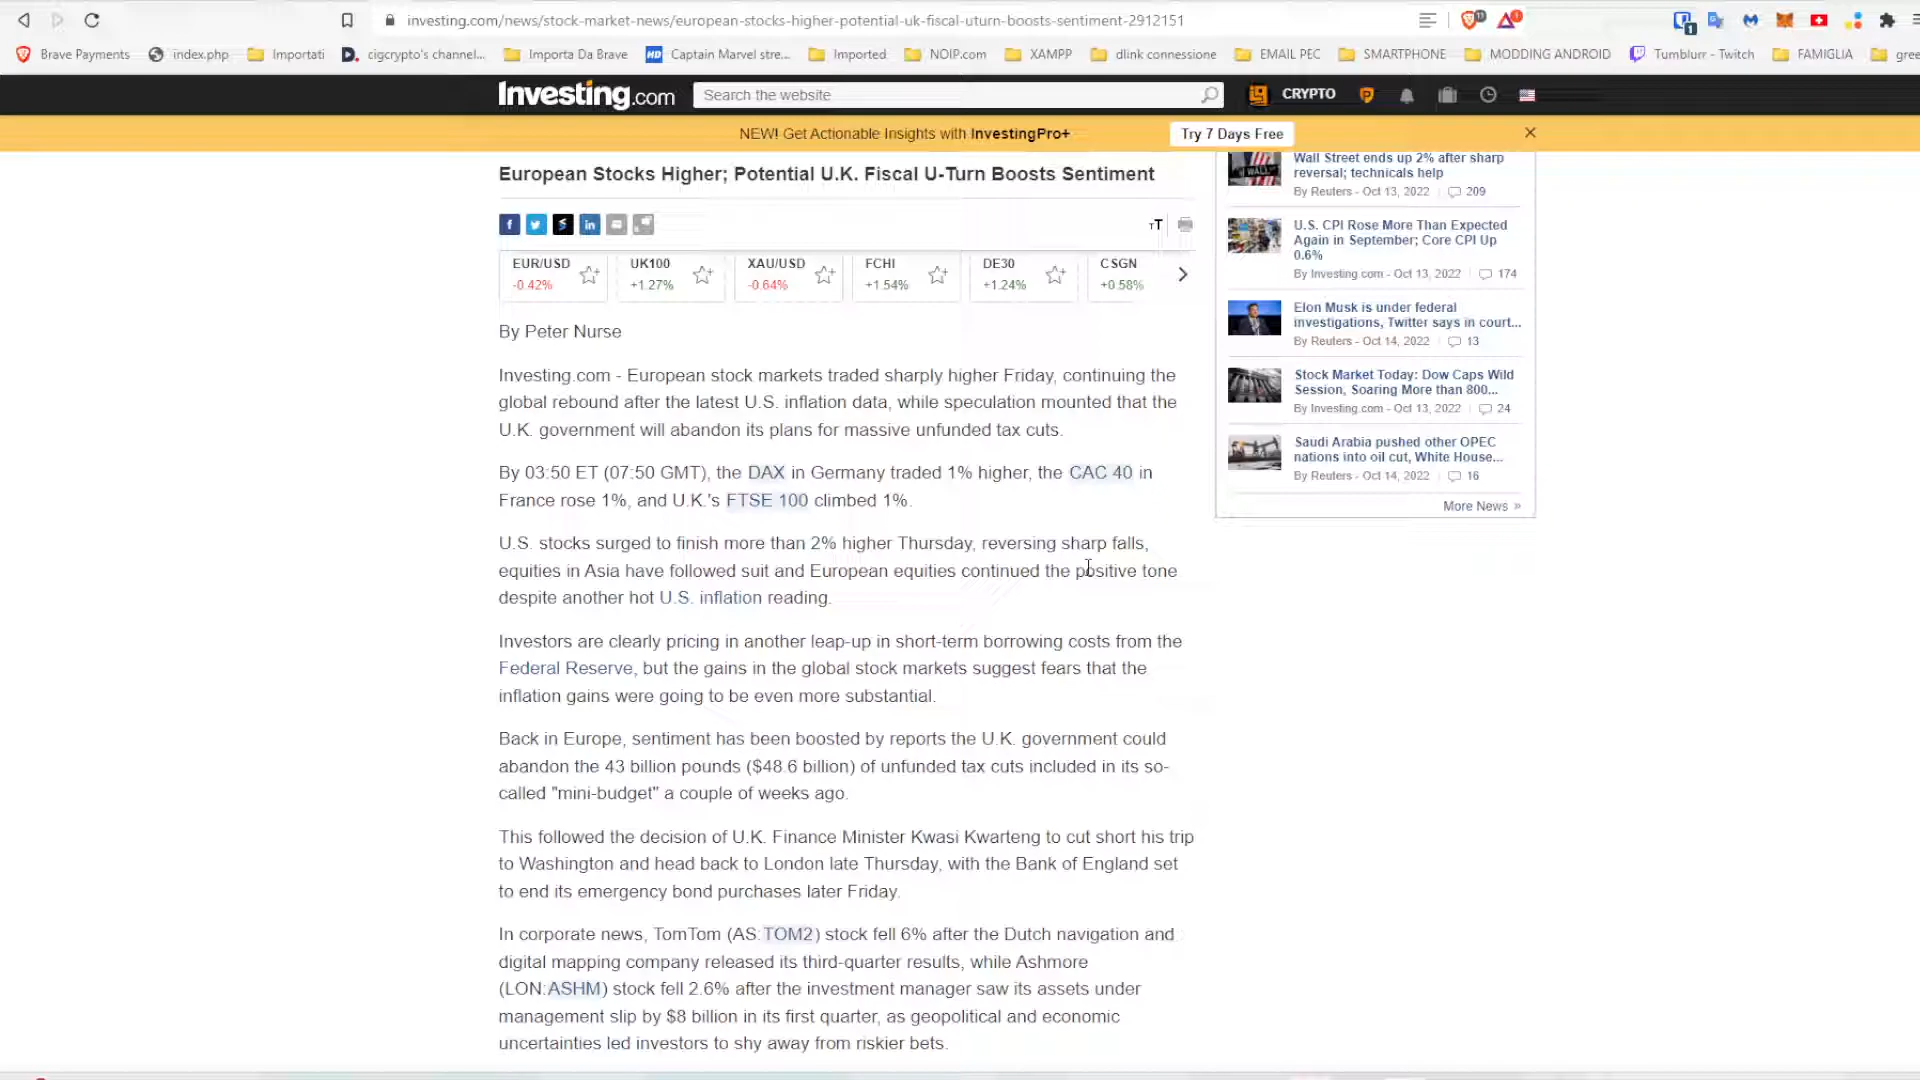 investing.com/news/stock-market-news/european-stocks-higher-potential-uk-fiscal-uturn-boosts-sentiment-2912151
Brave Payments index.php Importati cigcrypto's channel... Importa Da Brave Captain Marvel stre... Imported NOIP.com XAMPP dlink connessione EMAIL PEC SMARTPHONE MODDING ANDROID Tumblurr - Twitch FAMIGLIA gree
Investing.com Search the website CRYPTO
NEW! Get Actionable Insights with InvestingPro+ Try 7 Days Free
European Stocks Higher; Potential U.K. Fiscal U-Turn Boosts Sentiment
EUR/USD UK100 XAU/USD FCHI DE30 CSGN
-0.42% +1.27% -0.64% +1.54% +1.24% +0.58%
By Peter Nurse
Investing.com - European stock markets traded sharply higher Friday, continuing the
global rebound after the latest U.S. inflation data, while speculation mounted that the
U.K. government will abandon its plans for massive unfunded tax cuts.
By 03:50 ET (07:50 GMT), the DAX in Germany traded 1% higher, the CAC 40 in
France rose 1%, and U.K.'s FTSE 100 climbed 1%.
U.S. stocks surged to finish more than 2% higher Thursday, reversing sharp falls,
equities in Asia have followed suit and European equities continued the positive tone
despite another hot U.S. inflation reading.
Investors are clearly pricing in another leap-up in short-term borrowing costs from the
Federal Reserve, but the gains in the global stock markets suggest fears that the
inflation gains were going to be even more substantial.
Back in Europe, sentiment has been boosted by reports the U.K. government could
abandon the 43 billion pounds ($48.6 billion) of unfunded tax cuts included in its so-
called "mini-budget" a couple of weeks ago.
This followed the decision of U.K. Finance Minister Kwasi Kwarteng to cut short his trip
to Washington and head back to London late Thursday, with the Bank of England set
to end its emergency bond purchases later Friday.
In corporate news, TomTom (AS:TOM2) stock fell 6% after the Dutch navigation and
digital mapping company released its third-quarter results, while Ashmore
(LON:ASHM) stock fell 2.6% after the investment manager saw its assets under
management slip by $8 billion in its first quarter, as geopolitical and economic
uncertainties led investors to shy away from riskier bets.
Wall Street ends up 2% after sharp
reversal; technicals help
By Reuters - Oct 13, 2022 209
U.S. CPI Rose More Than Expected
Again in September; Core CPI Up
0.6%
By Investing.com - Oct 13, 2022 174
Elon Musk is under federal
investigations, Twitter says in court...
By Reuters - Oct 14, 2022 13
Stock Market Today: Dow Caps Wild
Session, Soaring More than 800...
By Investing.com - Oct 13, 2022 24
Saudi Arabia pushed other OPEC
nations into oil cut, White House...
By Reuters - Oct 14, 2022 16
More News »